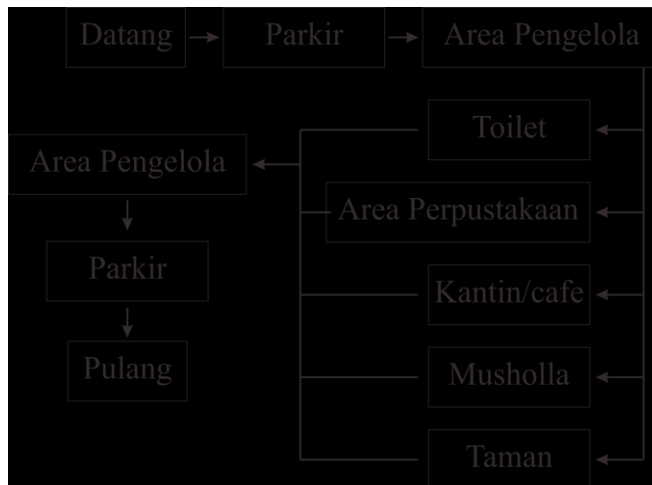 Datang
Parkir
Area Pengelola
Toilet
Area Pengelola
Area Perpustakaan
Parkir
Kantin/cafe
Pulang
Musholla
Taman